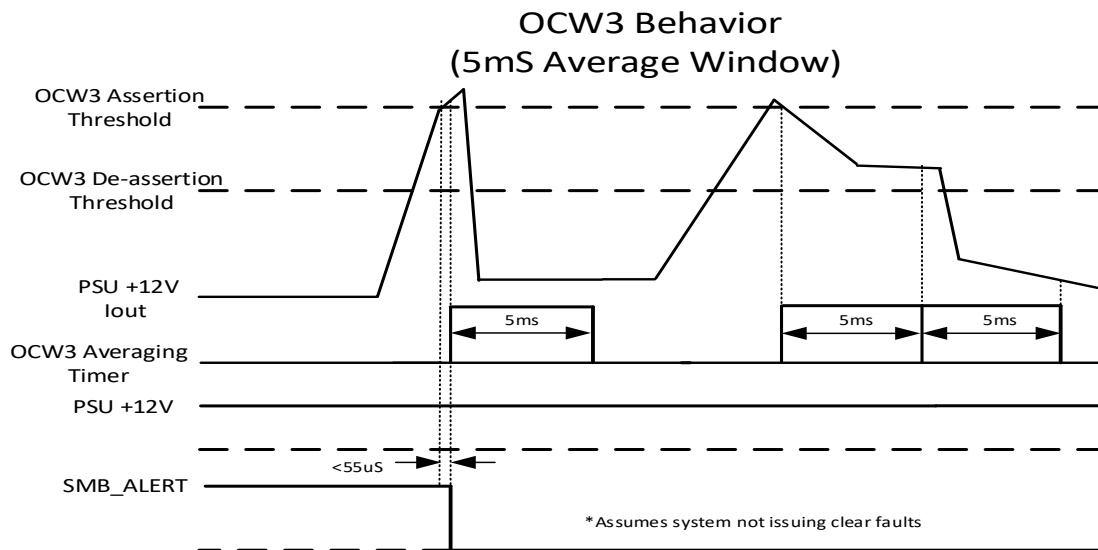 OCW3 Behavior
(5mS Average Window)
OCW3 Assertion
Threshold
OCW3 De-assertion
Threshold
PSU +12V
Iout
5ms
5ms
5ms
OCW3 Averaging
Timer
PSU +12V
<55uS
SMB_ALERT
*Assumes system not issuing clear faults